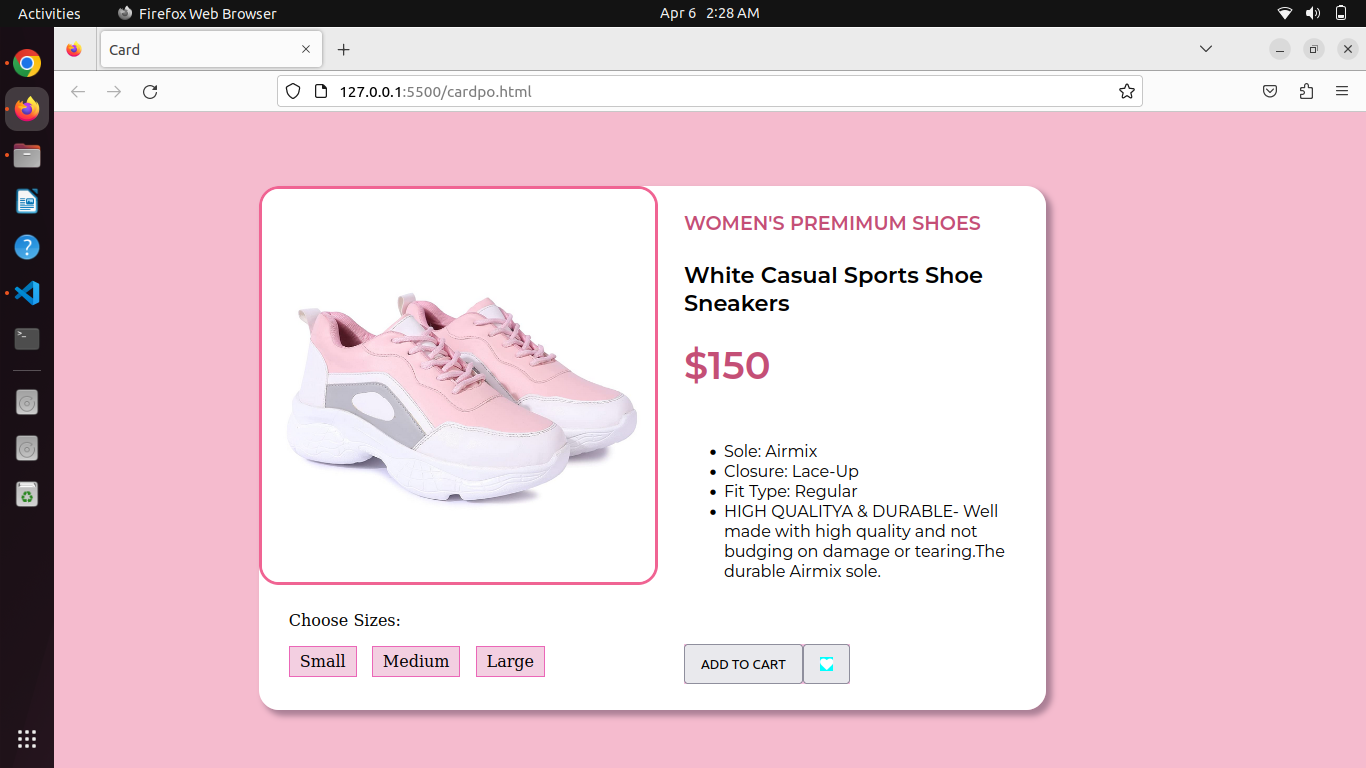 Activities
Firefox Web Browser
Apr 6 2:28 AM
Card
127.0.0.1:5500/cardpo.html
WOMEN'S PREMIMUM SHOES
White Casual Sports Shoe
Sneakers
$150
Sole: Airmix
Closure: Lace-Up
Fit Type: Regular
HIGH QUALITYA & DURABLE- Well
made with high quality and not
budging on damage or tearing.The
durable Airmix sole.
Choose Sizes:
Small Medium Large
ADD TO CART